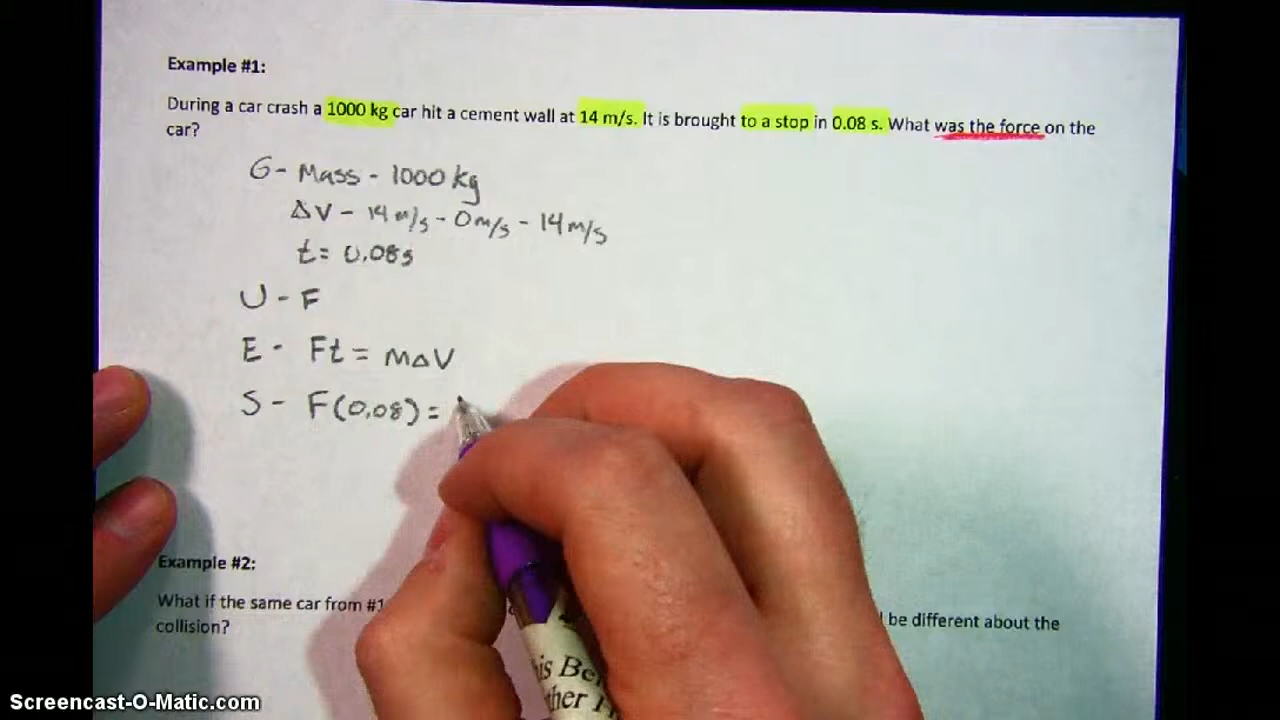 Example #1:
During a car crash a 1000 kg car hit a cement wall at 14 m/s. It is brought to a stop in 0.08 s. What was the force on the
car?
G - Mass - 1000 kg
ΔV - 14 m/s - 0 m/s - 14 m/s
t = 0.08s
U - F
E - Ft = mΔV
S - F(0.08) =
Example #2:
What if the same car from #1
be different about the
collision?
is Be
ther
Screencast-O-Matic.com